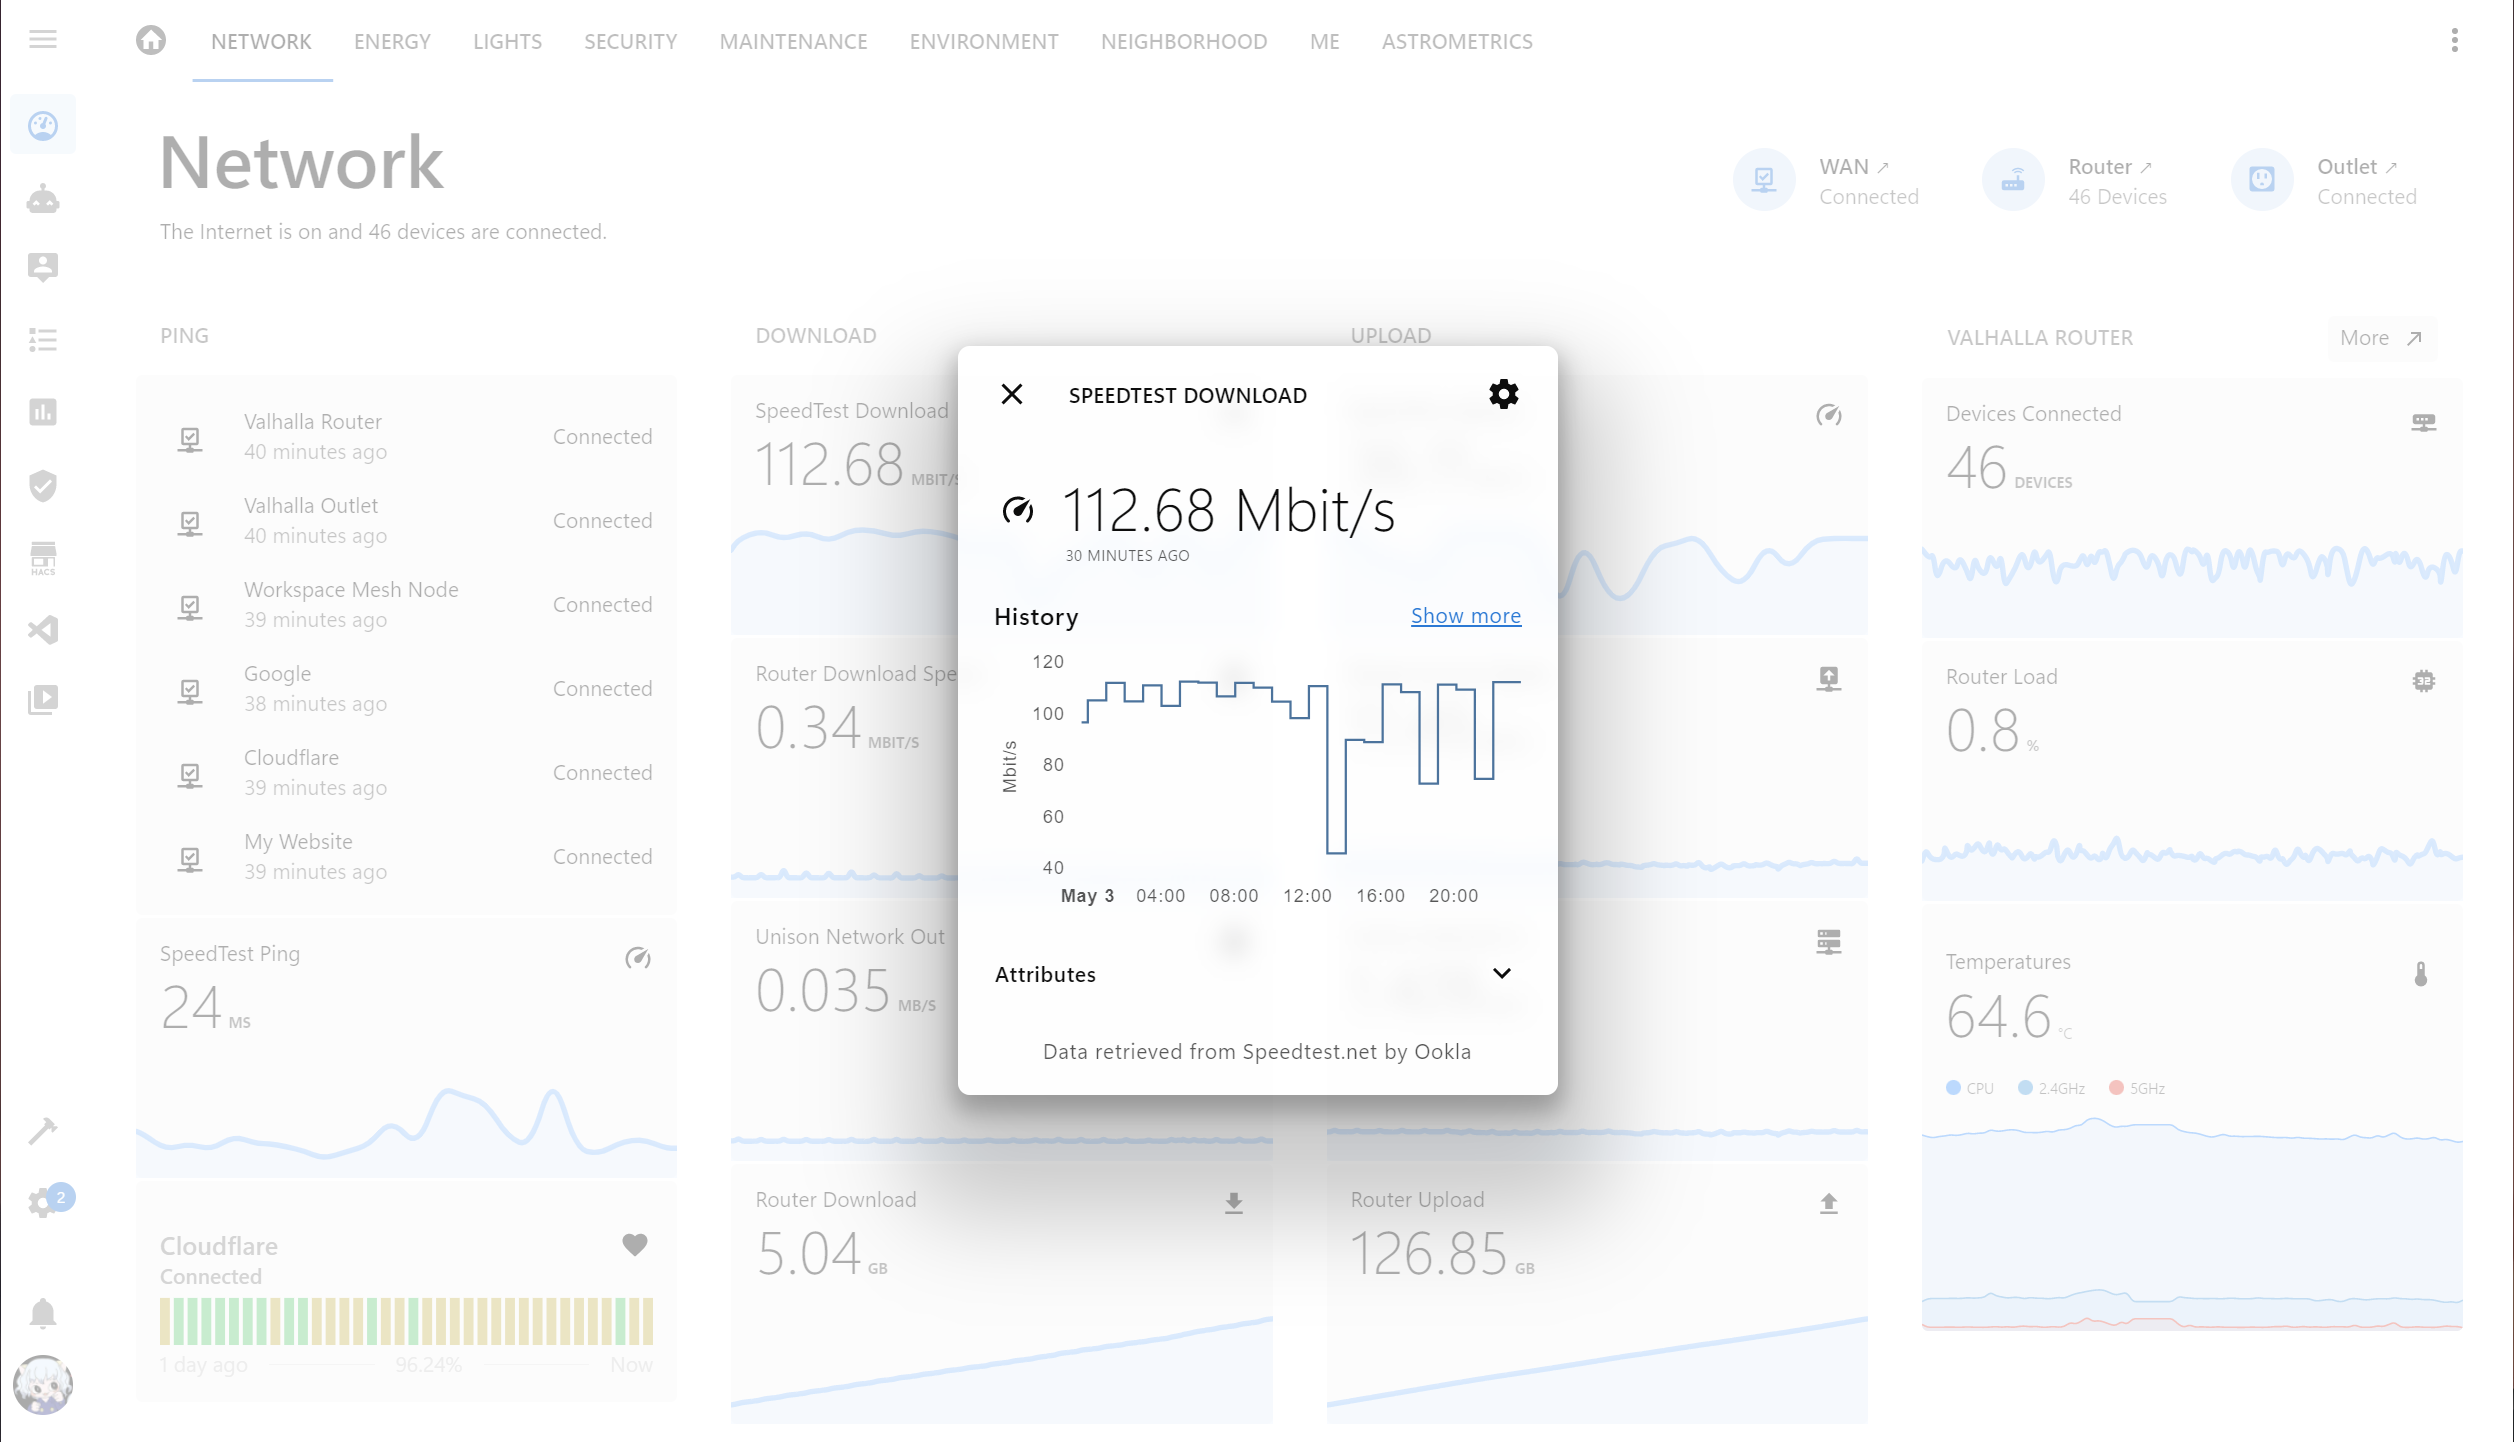 NETWORK
ENERGY
LIGHTS
SECURITY
MAINTENANCE
ENVIRONMENT
NEIGHBORHOOD
ME
ASTROMETRICS
Network
The Internet is on and 46 devices are connected.
WAN ↗
Connected
Router ↗
46 Devices
Outlet ↗
Connected
PING
Valhalla Router
40 minutes ago
Connected
Valhalla Outlet
40 minutes ago
Connected
Workspace Mesh Node
39 minutes ago
Connected
Google
38 minutes ago
Connected
Cloudflare
39 minutes ago
Connected
My Website
39 minutes ago
Connected
SpeedTest Ping
24 MS
Cloudflare
Connected
1 day ago
96.24%
Now
DOWNLOAD
SpeedTest Download
112.68 MBIT/S
Router Download Spe
0.34 MBIT/S
Unison Network Out
0.035 MB/S
Router Download
5.04 GB
UPLOAD
Router Upload
126.85 GB
VALHALLA ROUTER
More
Devices Connected
46 DEVICES
Router Load
0.8 %
32
Temperatures
64.6 °C
CPU
2.4GHz
5GHz
SPEEDTEST DOWNLOAD
112.68 Mbit/s
30 MINUTES AGO
History
Show more
120
100
80
60
40
Mbit/s
May 3
04:00
08:00
12:00
16:00
20:00
Attributes
Data retrieved from Speedtest.net by Ookla
HACS
2